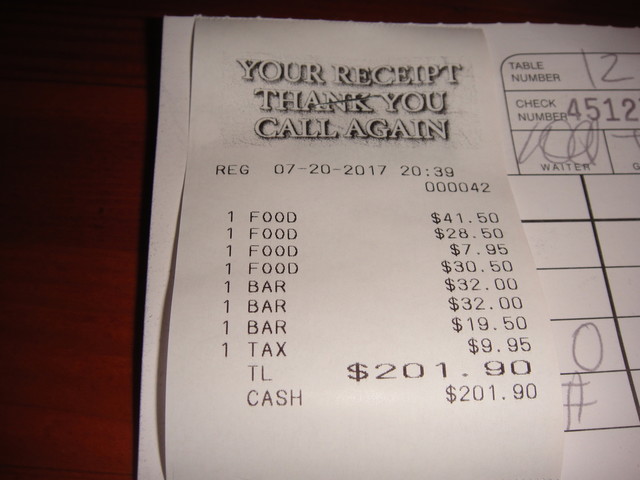 YOUR RECEIPT
THANK YOU
CALL AGAIN
REG 07-20-2017 20:39
000042
1 FOOD $41.50
1 FOOD $28.50
1 FOOD $7.95
1 FOOD $30.50
1 BAR $32.00
1 BAR $32.00
1 BAR $19.50
1 TAX $9.95
TL $201.90
CASH $201.90
TABLE NUMBER 12
CHECK NUMBER 4512
WAITER
0
#